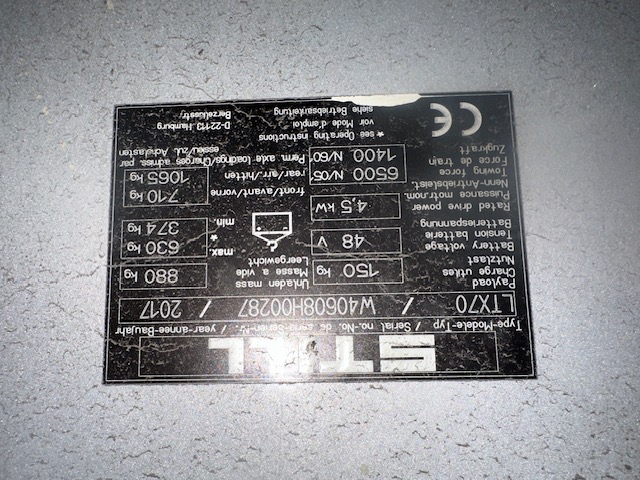 STILL
Type-Modele-Typ / Serial no.-No. de serie-Serien-Nr. / year-année-Baujahr
LTX70 / W40608H00287 / 2017
Payload
Charge utiles
Nutzlast
150 kg
Unladen mass
Masse a vide
Leergewicht
880 kg
Battery voltage
Tension batterie
Batteriespannung
48 V
max. 630 kg
*
min. 374 kg
Rated drive power
Puissance motr.nom.
Nenn-Antriebsleist.
4,5 kW
front/avant/vorne
710 kg
Towing force
Force de train
Zugkraft
6500 N/05'
1400 N/60'
rear/arr./hinten
1065 kg
Perm. axle loadings/Charges admiss. par essieu/zul. Achslasten
* see Operating instructions
voir Mode d'emploi
siehe Betriebsanleitung
D-22113 Hamburg
Berzeliusstr.
CE